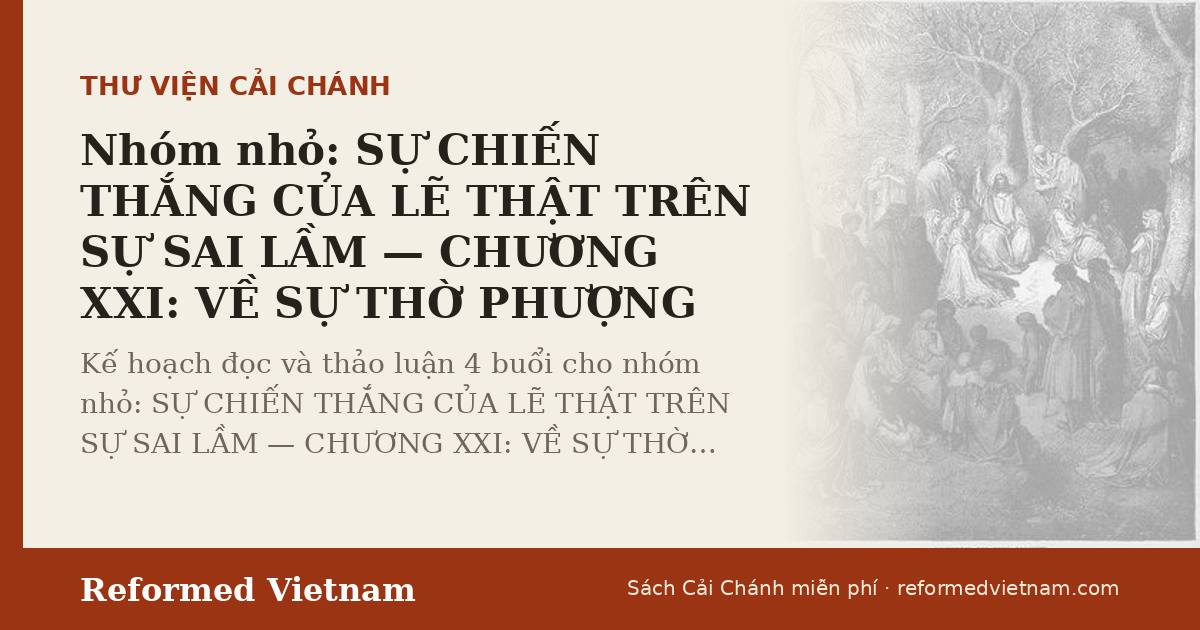 THƯ VIỆN CẢI CHÁNH
Nhóm nhỏ: SỰ CHIẾN
THẮNG CỦA LẼ THẬT TRÊN
SỰ SAI LẦM — CHƯƠNG
XXI: VỀ SỰ THỜ PHƯỢNG
Kế hoạch đọc và thảo luận 4 buổi cho nhóm
nhỏ: SỰ CHIẾN THẮNG CỦA LẼ THẬT TRÊN
SỰ SAI LẦM — CHƯƠNG XXI: VỀ SỰ THỜ...
Reformed Vietnam
Sách Cải Chánh miễn phí · reformedvietnam.com